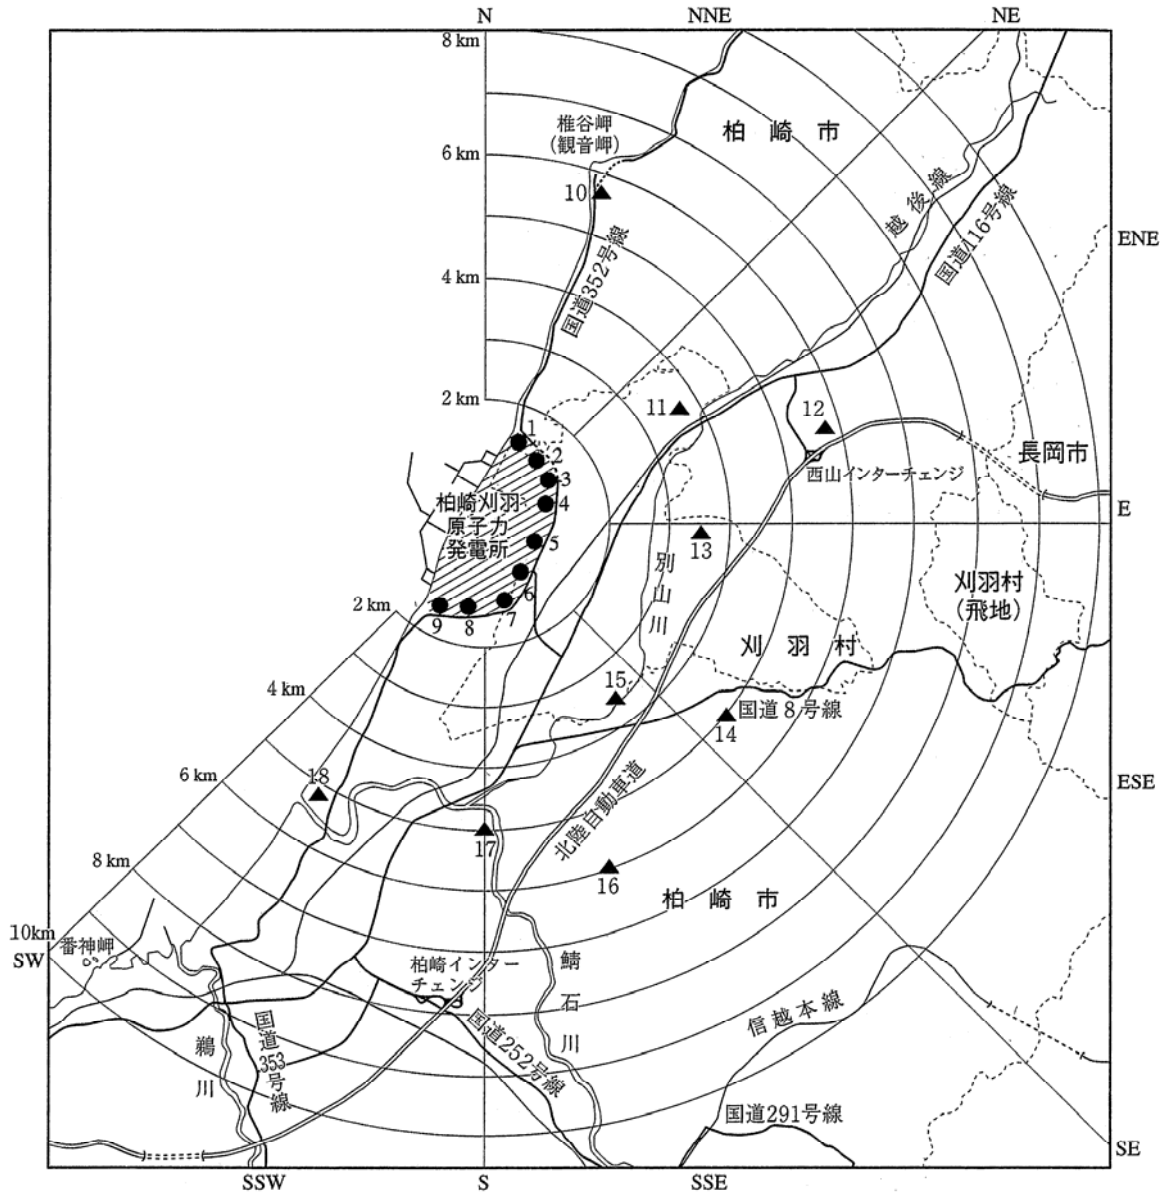 N
NNE
NE
8 km
椎谷岬
(観音岬)
柏崎市
6 km
越後線
10
国道116号線
ENE
国道352号線
4 km
2 km
11
12
1
2
3
4
5
6
7
8
9
西山インターチェンジ
長岡市
柏崎刈羽
原子力
発電所
E
13
別山川
刈羽村
(飛地)
2 km
刈羽村
15
4 km
国道8号線
14
6 km
18
ESE
北陸自動車道
17
8 km
16
柏崎市
10km
SW
番神岬
柏崎インター
チェンジ
鯖石川
信越本線
国道353号線
鵜川
国道252号線
国道291号線
SE
SSW
S
SSE